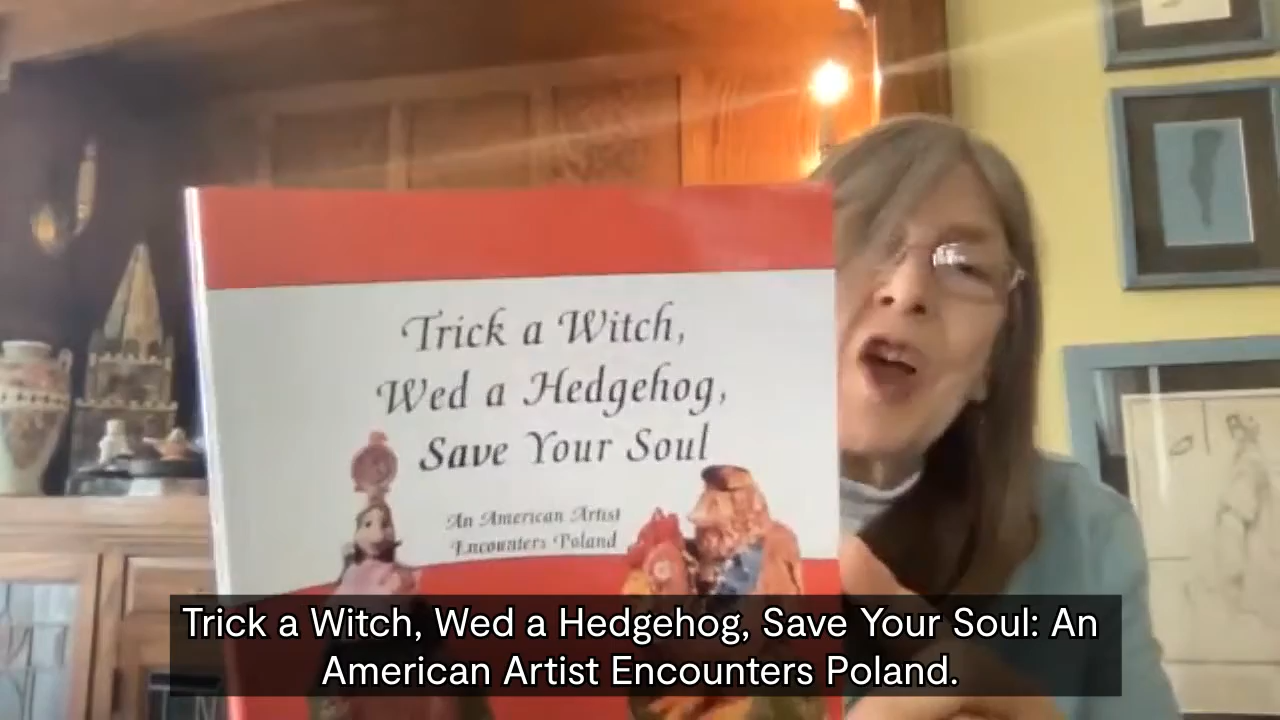 Trick a Witch,
Wed a Hedgehog,
Save Your Soul
An American Artist
Encounters Poland
Trick a Witch, Wed a Hedgehog, Save Your Soul: An
American Artist Encounters Poland.